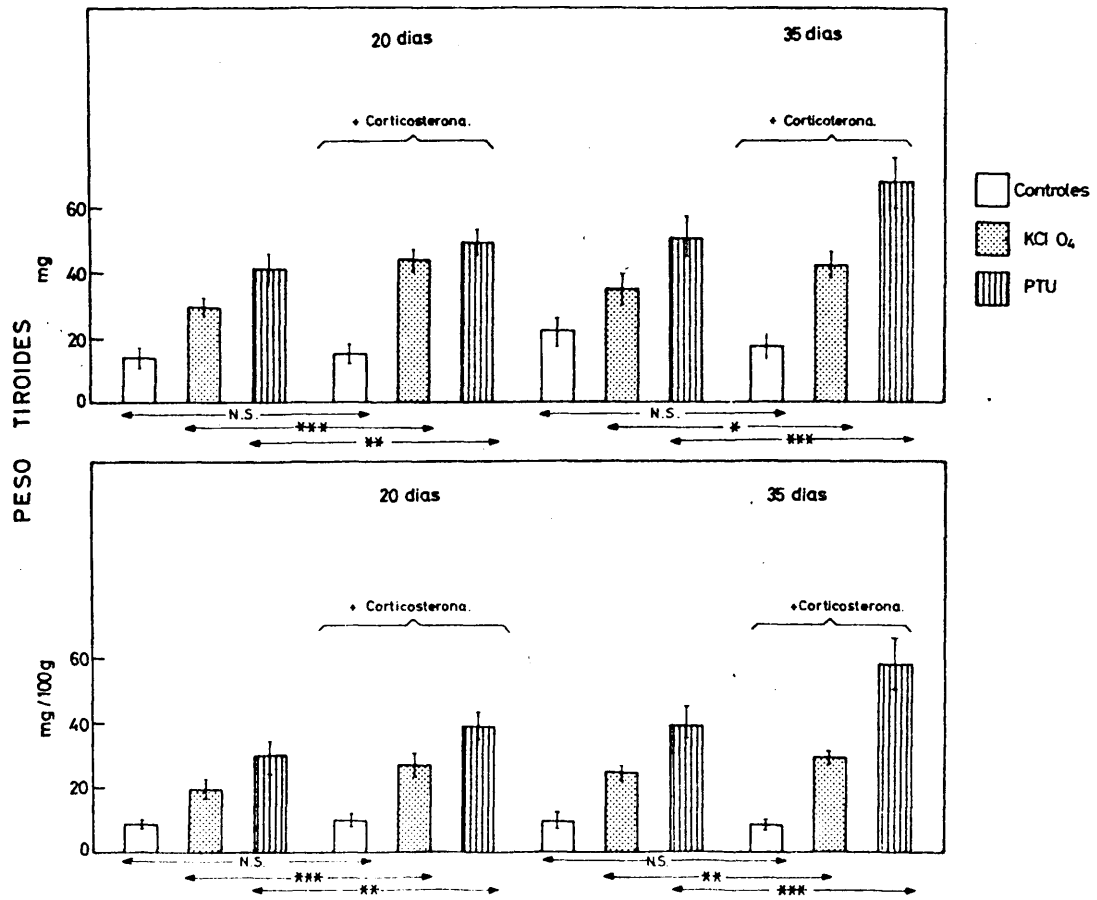 20 dias
35 dias
+ Corticosterona.
+ Corticoterona.
60
40
20
0
mg
Controles
KCl O4
PTU
N.S.
N.S.
***
*
**
***
PESO TIROIDES
20 dias
35 dias
+ Corticosterona.
+Corticosterona.
60
40
20
0
mg/100g
N.S.
N.S.
***
**
**
***